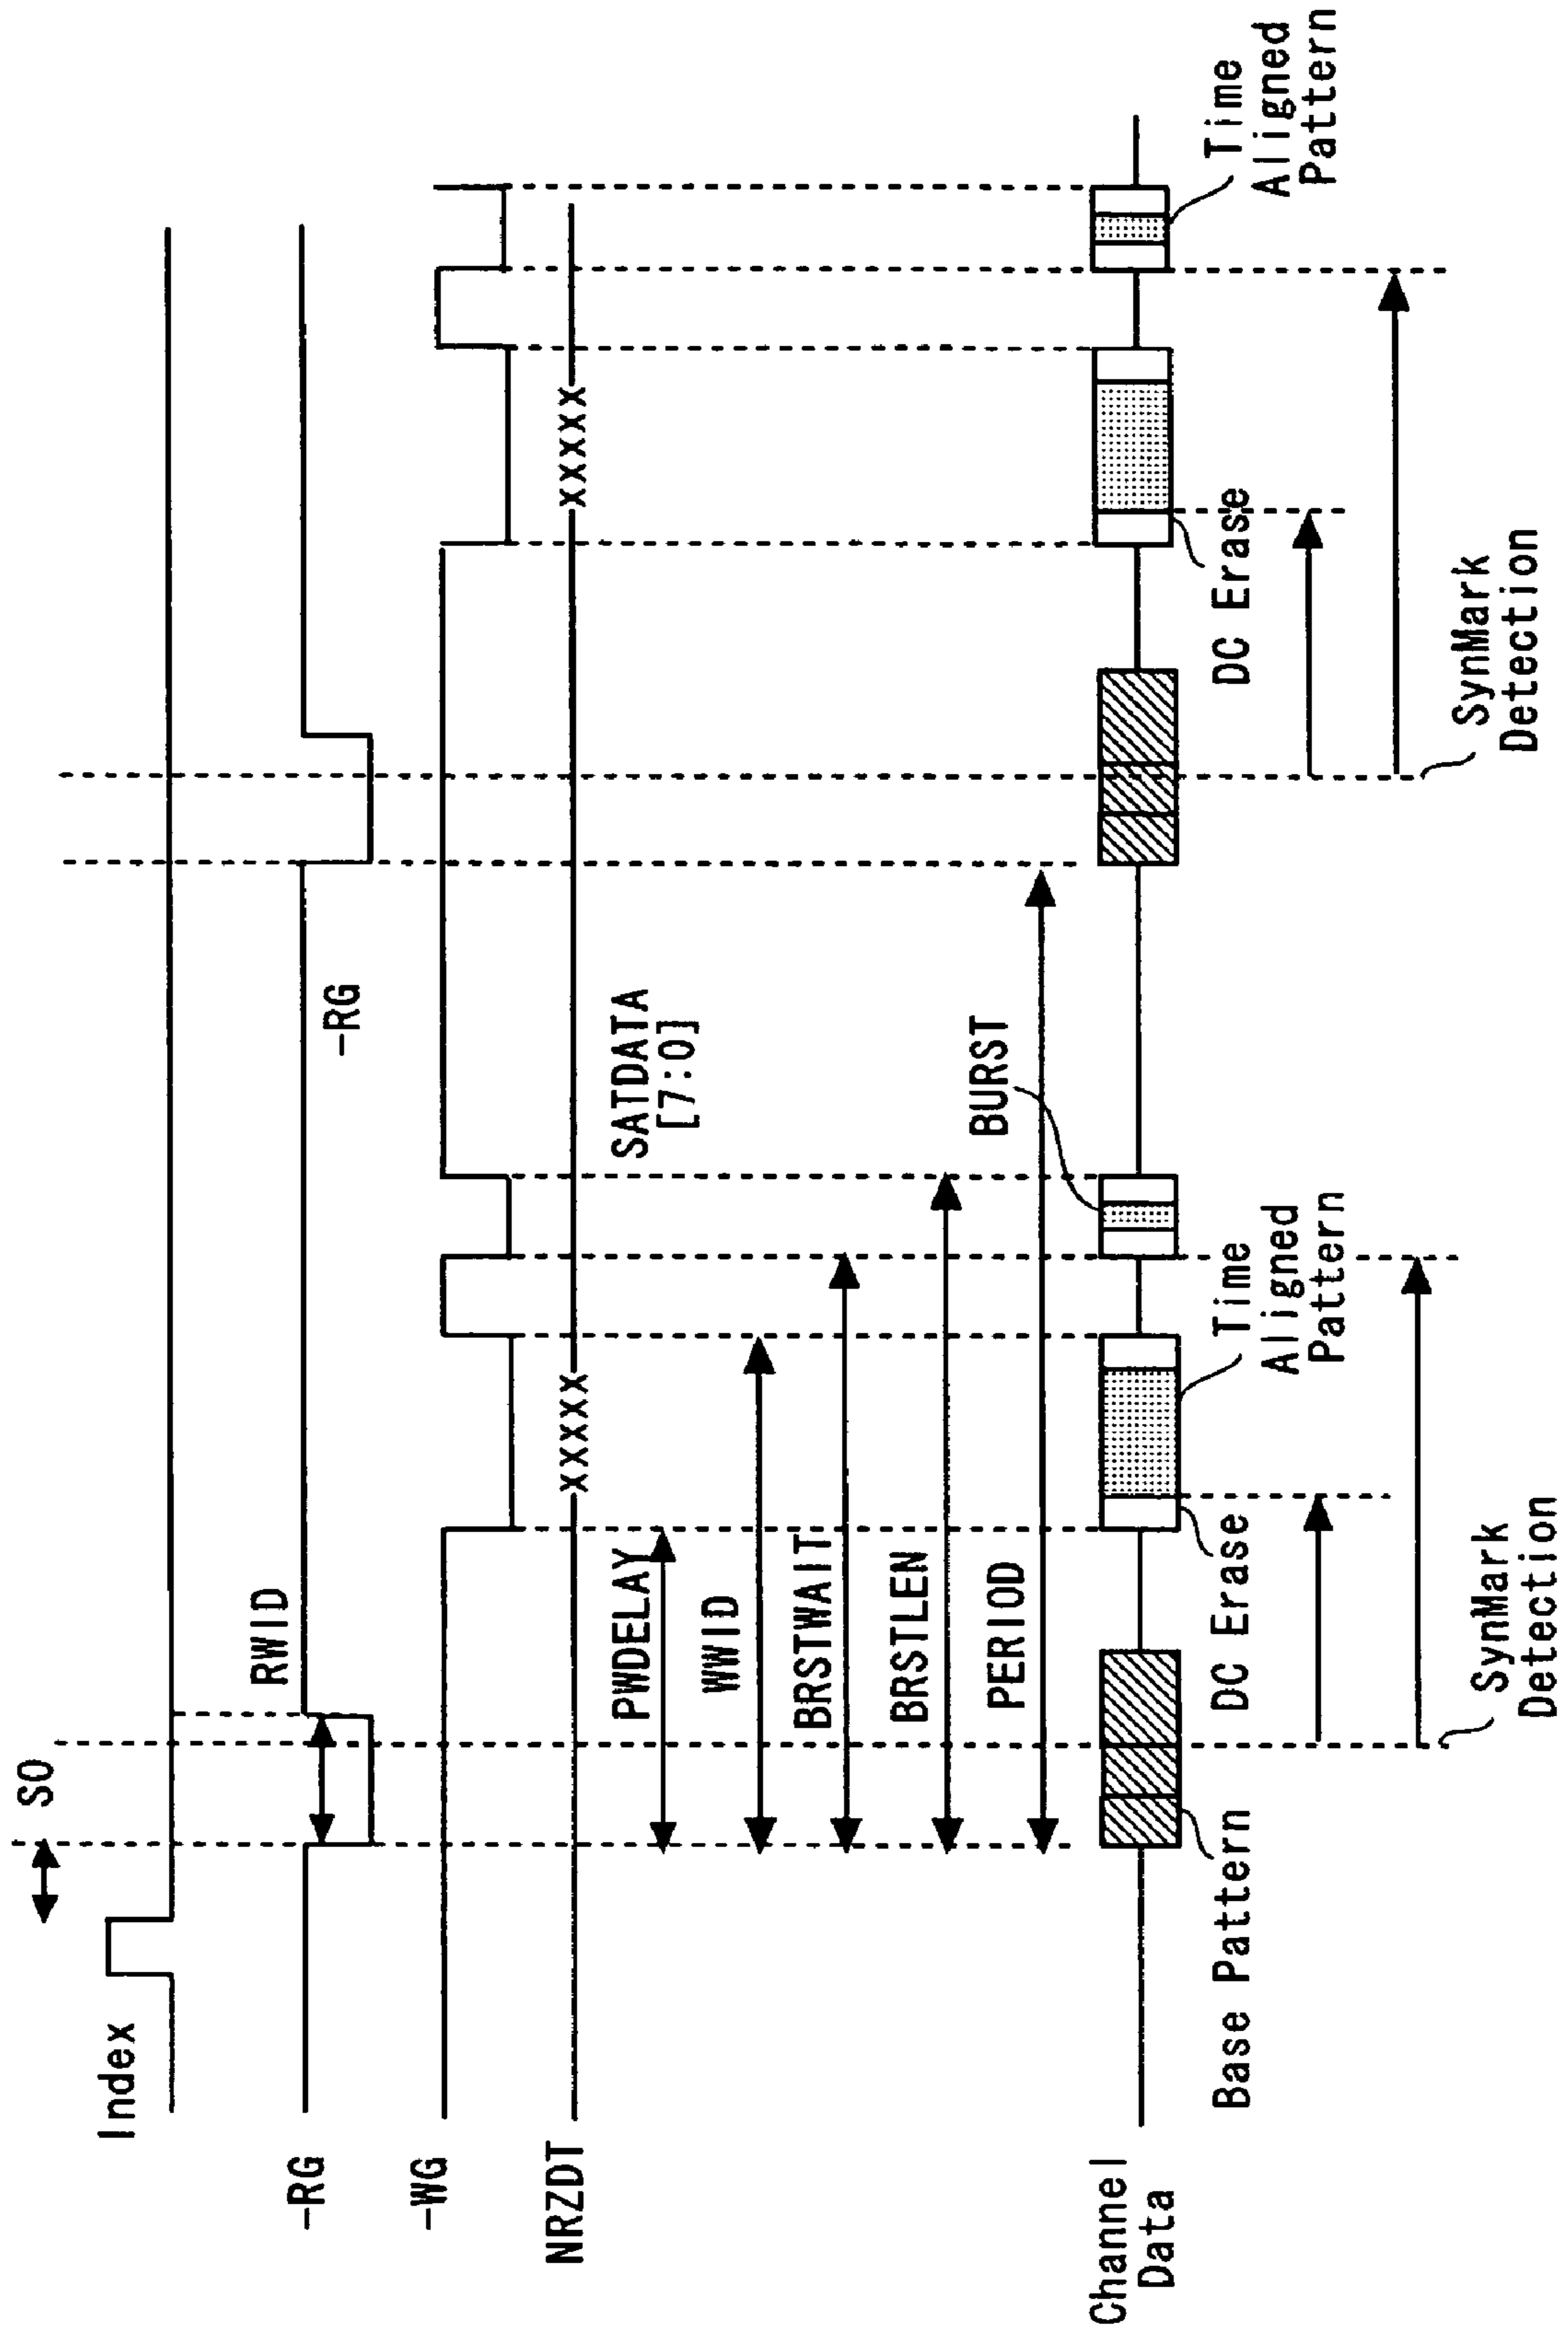 SO
Index
RWID
-RG
-RG
-WG
NRZDT
XXXXX
XXXXX
SATDATA
[7:0]
PWDELAY
WWID
BRSTWAIT
BRSTLEN
PERIOD
BURST
Channel
Data
Base Pattern
DC Erase
Time
Aligned
Pattern
DC Erase
Time
Aligned
Pattern
SynMark
Detection
SynMark
Detection